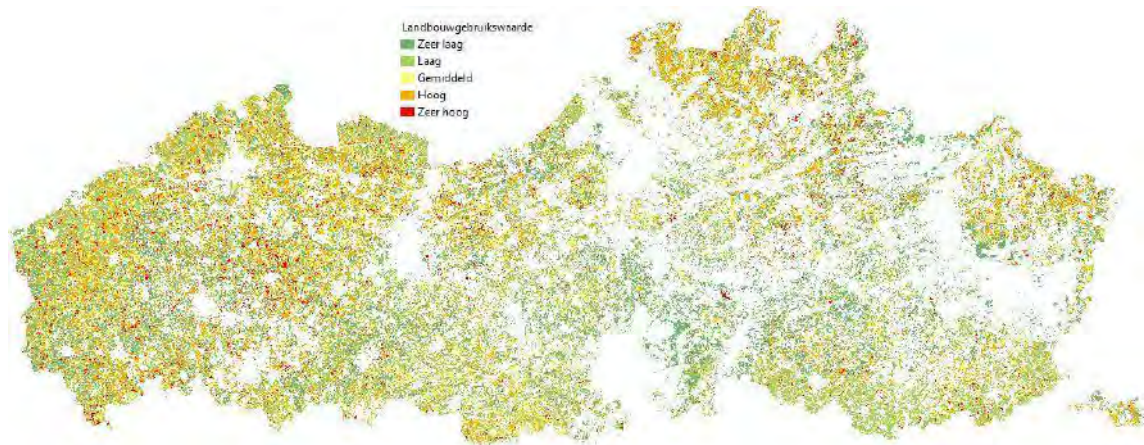 Landbouwgebruikswaarde
Zeer laag
Laag
Gemiddeld
Hoog
Zeer hoog